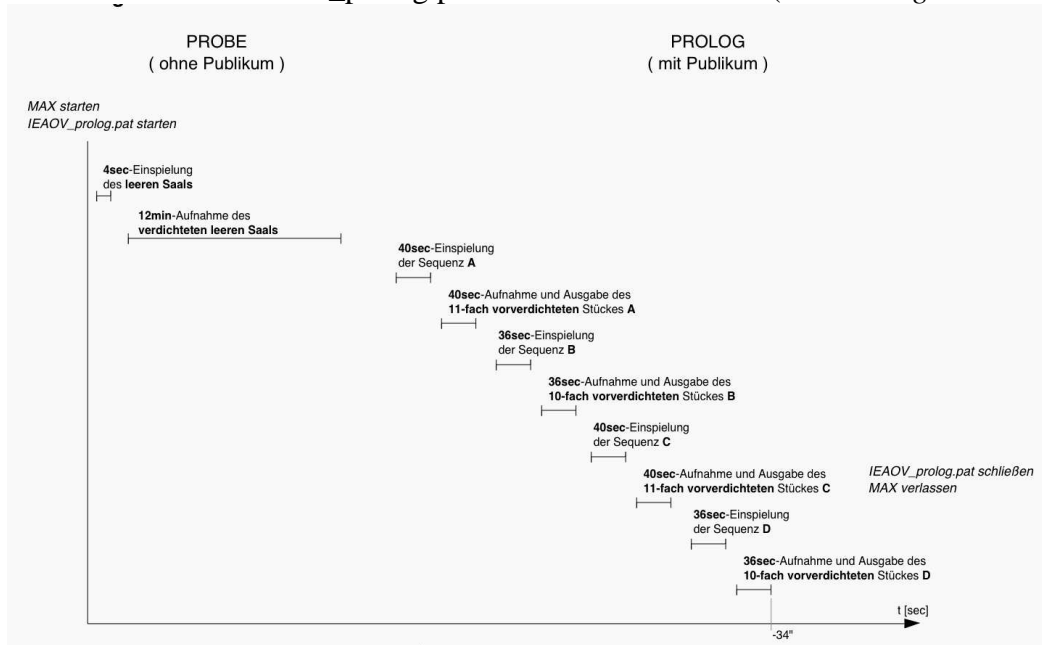 PROBE
( ohne Publikum )
PROLOG
( mit Publikum )
MAX starten
IEAOV_prolog.pat starten
4sec-Einspielung
des leeren Saals
12min-Aufnahme des
verdichteten leeren Saals
40sec-Einspielung
der Sequenz A
40sec-Aufnahme und Ausgabe des
11-fach vorverdichteten Stückes A
36sec-Einspielung
der Sequenz B
36sec-Aufnahme und Ausgabe des
10-fach vorverdichteten Stückes B
40sec-Einspielung
der Sequenz C
40sec-Aufnahme und Ausgabe des
11-fach vorverdichteten Stückes C
IEAOV_prolog.pat schließen
MAX verlassen
36sec-Einspielung
der Sequenz D
36sec-Aufnahme und Ausgabe des
10-fach vorverdichteten Stückes D
t [sec]
-34"